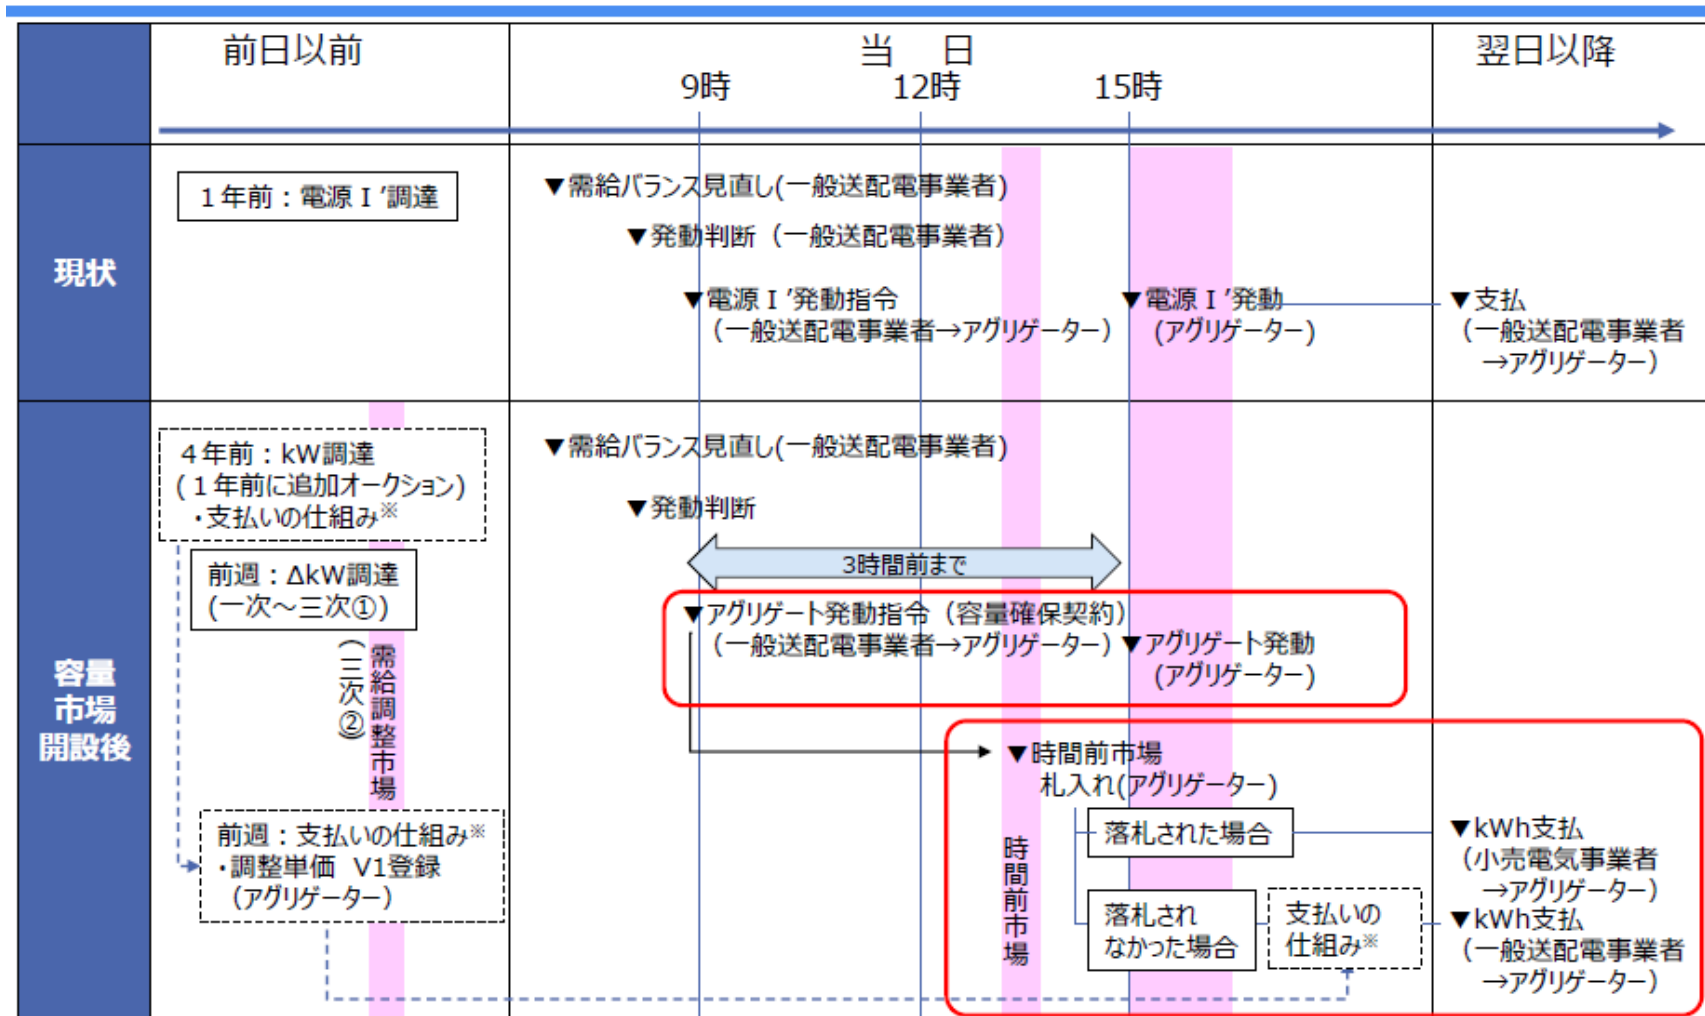 前日以前
当 日
翌日以降
9時
12時
15時
現状
1年前：電源Ⅰ’調達
▼需給バランス見直し(一般送配電事業者)
▼発動判断（一般送配電事業者）
▼電源Ⅰ’発動指令
（一般送配電事業者→アグリゲーター）
▼電源Ⅰ’発動
(アグリゲーター)
▼支払
（一般送配電事業者
→アグリゲーター）
容量
市場
開設後
4年前：kW調達
(1年前に追加オークション)
・支払いの仕組み※
前週：ΔkW調達
(一次～三次①)
需給調整市場
（三次②）
前週：支払いの仕組み※
・調整単価 V1登録
（アグリゲーター）
▼需給バランス見直し(一般送配電事業者)
▼発動判断
3時間前まで
▼アグリゲート発動指令（容量確保契約）
（一般送配電事業者→アグリゲーター）
▼アグリゲート発動
(アグリゲーター)
▼時間前市場
札入れ(アグリゲーター)
時間前市場
落札された場合
▼kWh支払
（小売電気事業者
→アグリゲーター）
落札され
なかった場合
支払いの
仕組み※
▼kWh支払
（一般送配電事業者
→アグリゲーター）